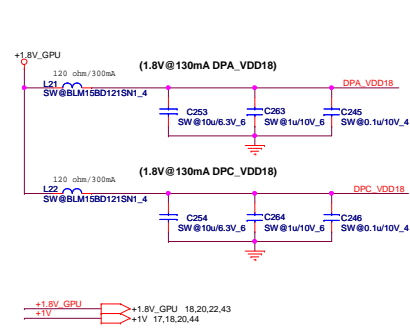 +1.8V_GPU
120 ohm/300mA
(1.8V@130mA DPA_VDD18)
L21
SW@BLM15BD121SN1_4
DPA_VDD18
C253
SW@10u/6.3V_6
C263
SW@1u/10V_6
C245
SW@0.1u/10V_4
(1.8V@130mA DPC_VDD18)
120 ohm/300mA
L22
SW@BLM15BD121SN1_4
DPC_VDD18
C254
SW@10u/6.3V_6
C264
SW@1u/10V_6
C246
SW@0.1u/10V_4
+1.8V_GPU
+1.8V_GPU 18,20,22,43
+1V
+1V 17,18,20,44